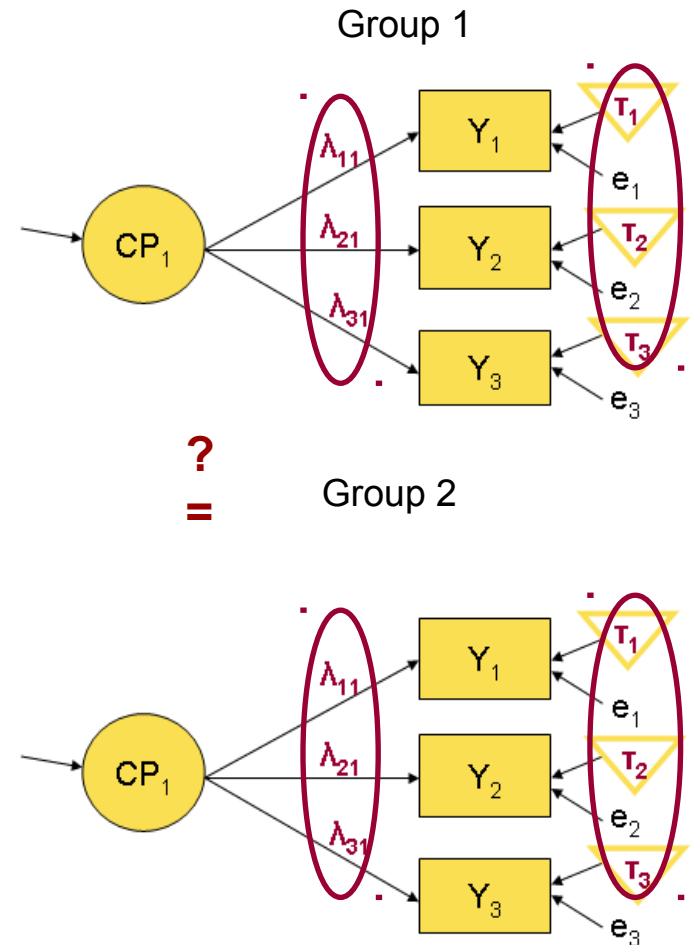 Group 1
λ₁₁
λ₂₁
λ₃₁
CP₁
Y₁
Y₂
Y₃
τ₁
e₁
τ₂
e₂
τ₃
e₃
?
=
Group 2
λ₁₁
λ₂₁
λ₃₁
CP₁
Y₁
Y₂
Y₃
τ₁
e₁
τ₂
e₂
τ₃
e₃